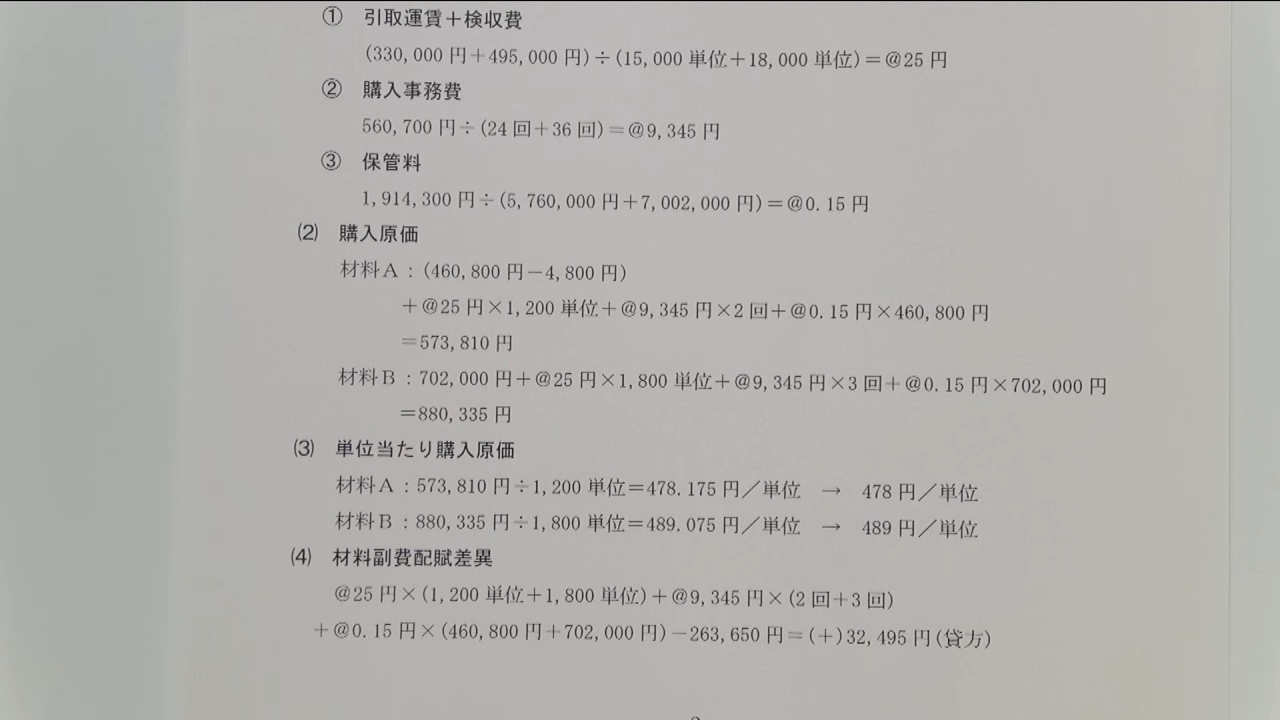 ① 引取運賃＋検収費
(330,000円＋495,000円)÷(15,000単位＋18,000単位)＝@25円
② 購入事務費
560,700円÷(24回＋36回)＝@9,345円
③ 保管料
1,914,300円÷(5,760,000円＋7,002,000円)＝@0.15円
(2) 購入原価
材料A：(460,800円－4,800円)
＋@25円×1,200単位＋@9,345円×2回＋@0.15円×460,800円
＝573,810円
材料B：702,000円＋@25円×1,800単位＋@9,345円×3回＋@0.15円×702,000円
＝880,335円
(3) 単位当たり購入原価
材料A：573,810円÷1,200単位＝478.175円／単位 → 478円／単位
材料B：880,335円÷1,800単位＝489.075円／単位 → 489円／単位
(4) 材料副費配賦差異
@25円×(1,200単位＋1,800単位)＋@9,345円×(2回＋3回)
＋@0.15円×(460,800円＋702,000円)－263,650円＝(＋)32,495円(貸方)